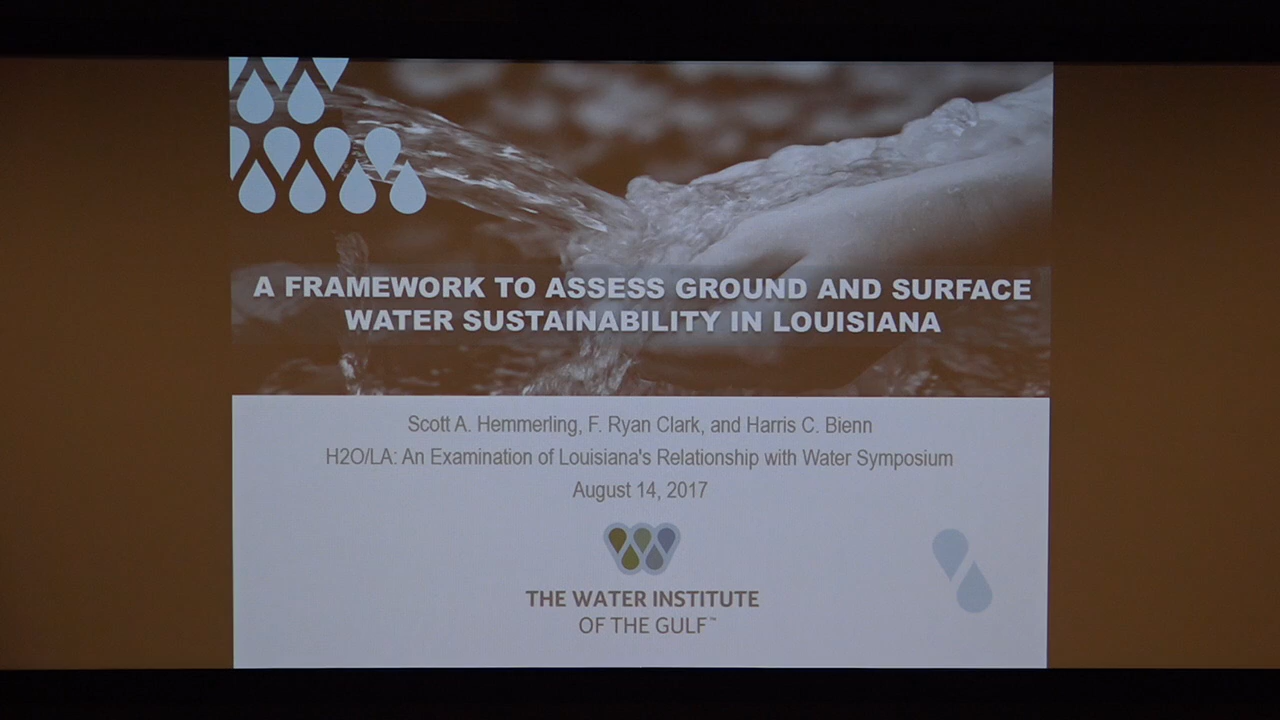 A FRAMEWORK TO ASSESS GROUND AND SURFACE
WATER SUSTAINABILITY IN LOUISIANA
Scott A. Hemmerling, F. Ryan Clark, and Harris C. Bienn
H2O/LA: An Examination of Louisiana's Relationship with Water Symposium
August 14, 2017
THE WATER INSTITUTE
OF THE GULF™